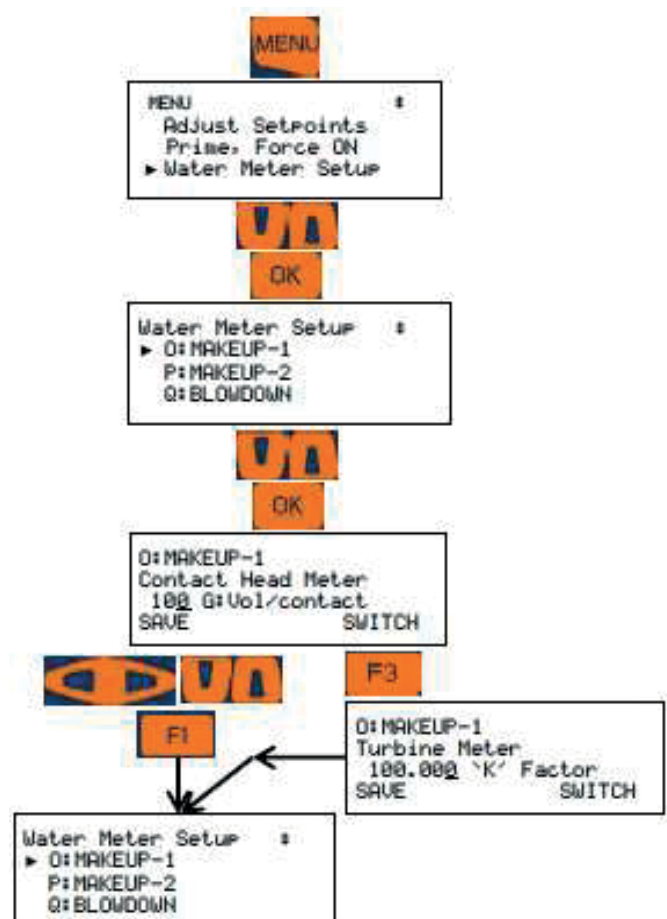 MENU
MENU
Adjust Setpoints
Prime, Force ON
Water Meter Setup
OK
Water Meter Setup
O:MAKEUP-1
P:MAKEUP-2
Q:BLOWDOWN
OK
O:MAKEUP-1
Contact Head Meter
100 G:Vol/contact
SAVE SWITCH
F3
F1
O:MAKEUP-1
Turbine Meter
100.000 'K' Factor
SAVE SWITCH
Water Meter Setup
O:MAKEUP-1
P:MAKEUP-2
Q:BLOWDOWN